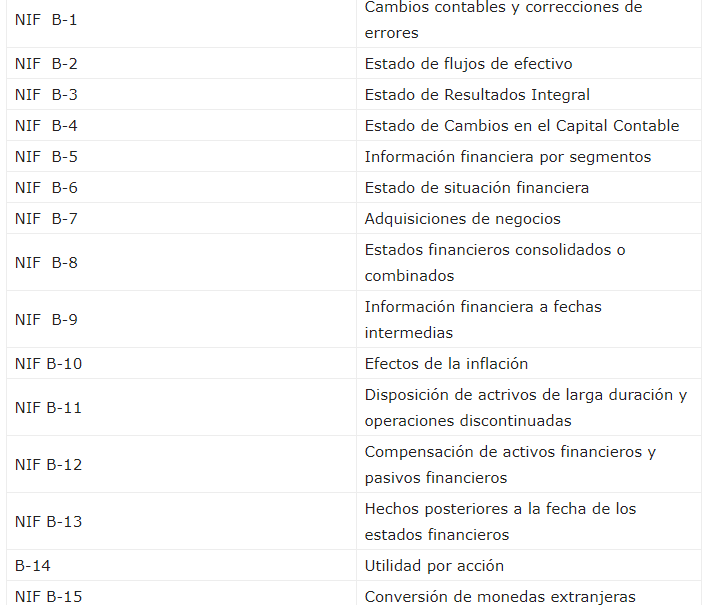 NIF B-1
Cambios contables y correcciones de
errores
NIF B-2
Estado de flujos de efectivo
NIF B-3
Estado de Resultados Integral
NIF B-4
Estado de Cambios en el Capital Contable
NIF B-5
Información financiera por segmentos
NIF B-6
Estado de situación financiera
NIF B-7
Adquisiciones de negocios
NIF B-8
Estados financieros consolidados o
combinados
NIF B-9
Información financiera a fechas
intermedias
NIF B-10
Efectos de la inflación
NIF B-11
Disposición de actrivos de larga duración y
operaciones discontinuadas
NIF B-12
Compensación de activos financieros y
pasivos financieros
NIF B-13
Hechos posteriores a la fecha de los
estados financieros
B-14
Utilidad por acción
NIF B-15
Conversión de monedas extranjeras